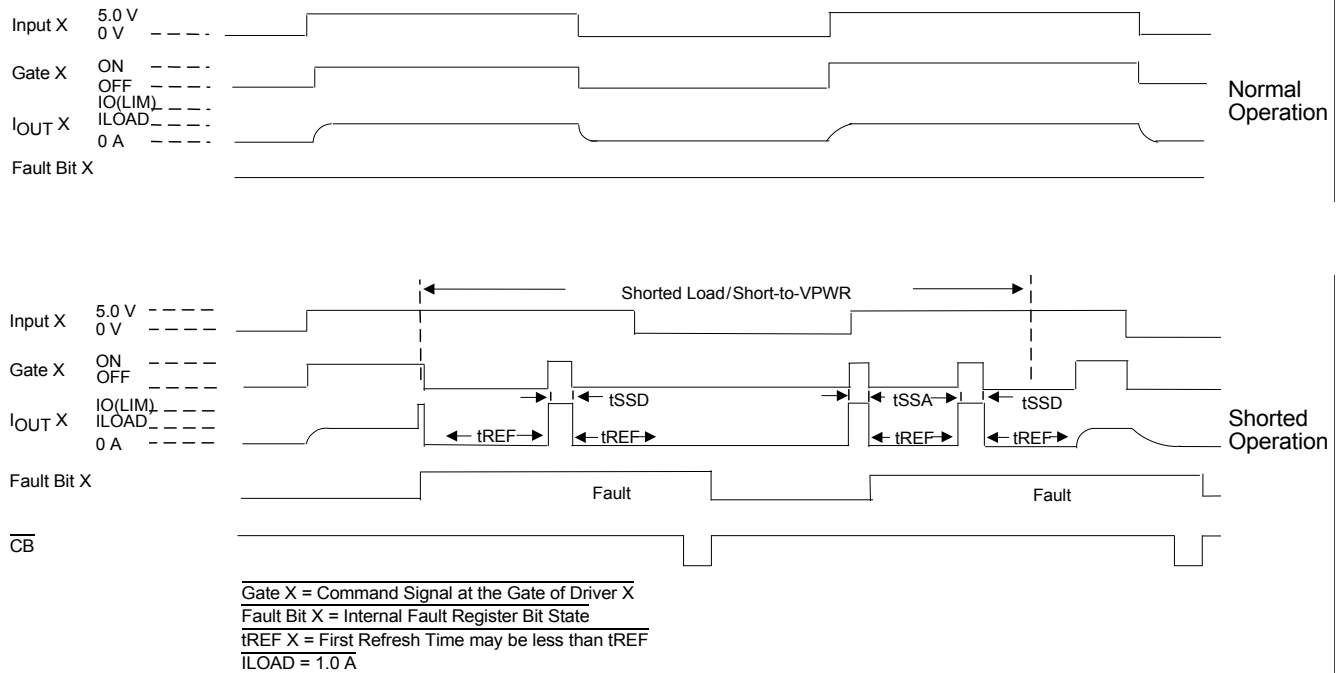 Input X 5.0 V
0 V
Gate X ON
OFF
IO(LIM)
IOUT X ILOAD
0 A
Fault Bit X
Normal
Operation
Shorted Load/Short-to-VPWR
Input X 5.0 V
0 V
Gate X ON
OFF
tSSD tSSA tSSD
IO(LIM)
IOUT X ILOAD
0 A
tREF tREF tREF tREF
Shorted
Operation
Fault Bit X Fault Fault
CB
Gate X = Command Signal at the Gate of Driver X
Fault Bit X = Internal Fault Register Bit State
tREF X = First Refresh Time may be less than tREF
ILOAD = 1.0 A